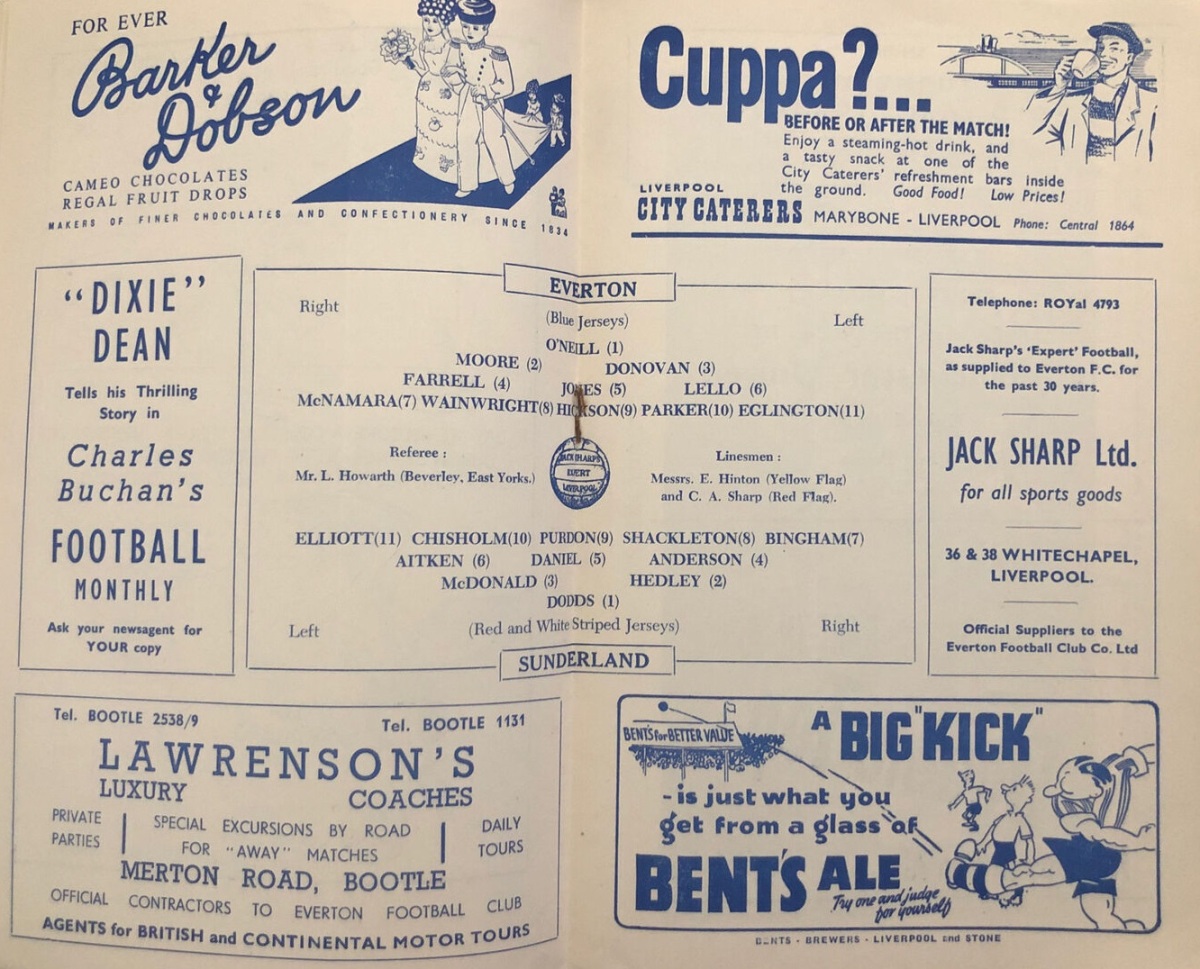 FOR EVER
Barker
&
Dobson
CAMEO CHOCOLATES
REGAL FRUIT DROPS
MAKERS OF FINER CHOCOLATES AND CONFECTIONERY SINCE 1834
Cuppa?...
BEFORE OR AFTER THE MATCH!
Enjoy a steaming-hot drink, and
a tasty snack at one of the
City Caterers' refreshment bars inside
the ground. Good Food! Low Prices!
LIVERPOOL
CITY CATERERS MARYBONE - LIVERPOOL Phone: Central 1864
"DIXIE"
DEAN
Tells his Thrilling
Story in
Charles
Buchan's
FOOTBALL
MONTHLY
Ask your newsagent for
YOUR copy
EVERTON
Right
(Blue Jerseys)
Left
O'NEILL (1)
MOORE (2) DONOVAN (3)
FARRELL (4) JONES (5) LELLO (6)
McNAMARA(7) WAINWRIGHT(8) HICKSON(9) PARKER(10) EGLINGTON(11)
Referee :
Mr. L. Howarth (Beverley, East Yorks.)
JACK SHARP'S
LIVERPOOL
Linesmen :
Messrs. E. Hinton (Yellow Flag)
and C. A. Sharp (Red Flag).
ELLIOTT(11) CHISHOLM(10) PURDON(9) SHACKLETON(8) BINGHAM(7)
AITKEN (6) DANIEL (5) ANDERSON (4)
McDONALD (3) HEDLEY (2)
DODDS (1)
Left
(Red and White Striped Jerseys)
Right
SUNDERLAND
Telephone: ROYal 4793
Jack Sharp's 'Expert' Football,
as supplied to Everton F.C. for
the past 30 years.
JACK SHARP Ltd.
for all sports goods
36 & 38 WHITECHAPEL,
LIVERPOOL.
Official Suppliers to the
Everton Football Club Co. Ltd
Tel. BOOTLE 2538/9 Tel. BOOTLE 1131
LAWRENSON'S
LUXURY COACHES
PRIVATE
PARTIES
SPECIAL EXCURSIONS BY ROAD
FOR "AWAY" MATCHES
DAILY
TOURS
MERTON ROAD, BOOTLE
OFFICIAL CONTRACTORS TO EVERTON FOOTBALL CLUB
AGENTS for BRITISH and CONTINENTAL MOTOR TOURS
BENT'S for BETTER VALUE
A BIG "KICK"
- is just what you
get from a glass of
BENT'S ALE
Try one and judge
for yourself
BENTS - BREWERS - LIVERPOOL and STONE